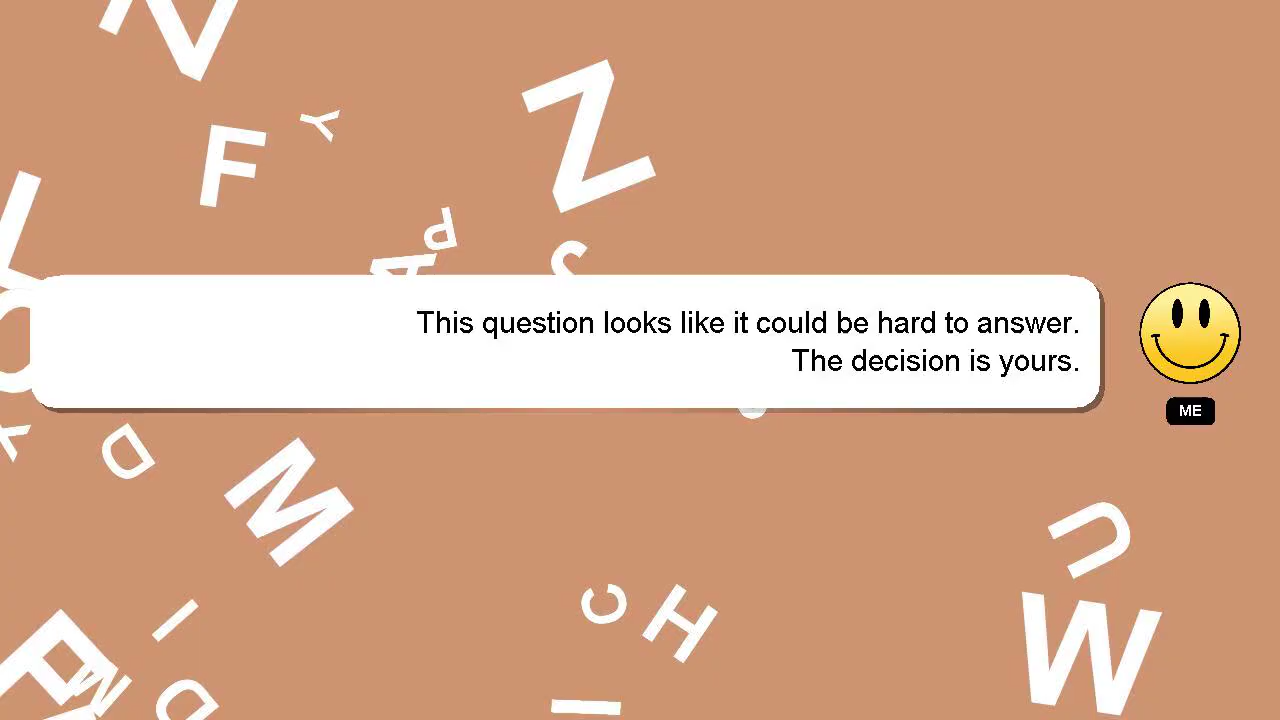 This question looks like it could be hard to answer.
The decision is yours.
ME
N
Z
F
Y
P
A
S
L
O
Y
D
M
U
C
H
I
W
P
M
D
I